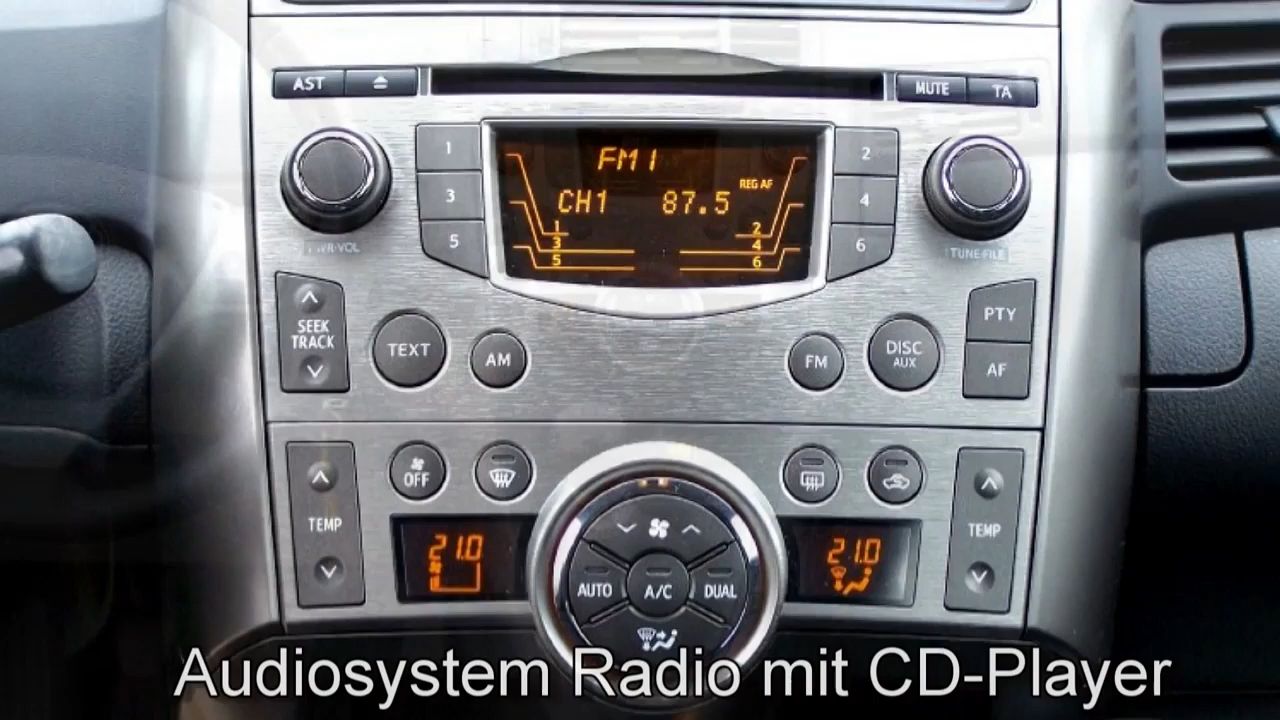 AST
MUTE TA
1 2
FM1
REG AF
CH1 87.5
3 4
1 2
3 4
5 6
5 6
PWR·VOL
TUNE·FILE
SEEK
TRACK
TEXT
AM
FM
DISC
AUX
PTY
AF
OFF
TEMP
TEMP
21.0
21.0
AUTO
A/C
DUAL
Audiosystem Radio mit CD-Player